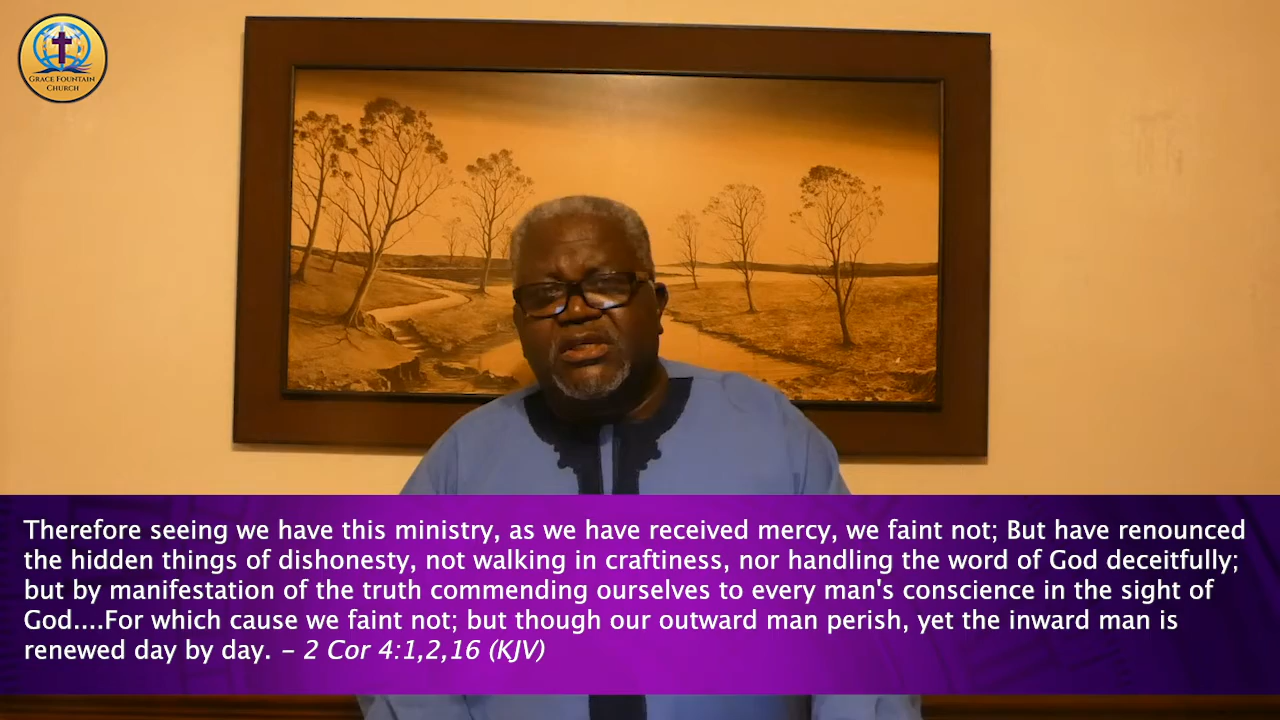 GRACE FOUNTAIN
CHURCH
Therefore seeing we have this ministry, as we have received mercy, we faint not; But have renounced
the hidden things of dishonesty, not walking in craftiness, nor handling the word of God deceitfully;
but by manifestation of the truth commending ourselves to every man's conscience in the sight of
God....For which cause we faint not; but though our outward man perish, yet the inward man is
renewed day by day. – 2 Cor 4:1,2,16 (KJV)